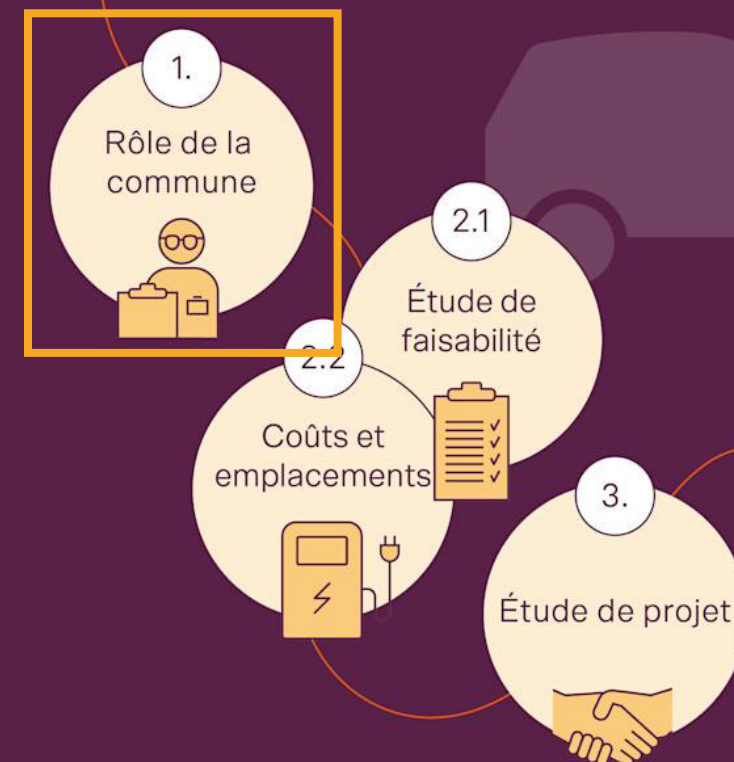 1.
Rôle de la
commune
2.1
Étude de
faisabilité
2.2
Coûts et
emplacements
3.
Étude de projet